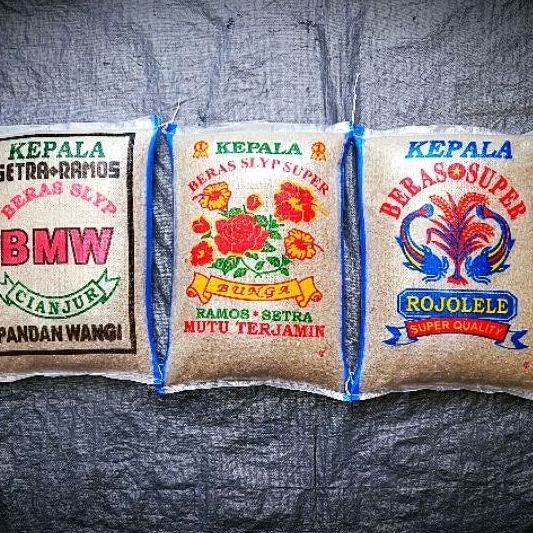 KEPALA
SETRA RAMOS
BERAS SLYP
BMW
CIANJUR
PANDAN WANGI
KEPALA
BERAS SLYP SUPER
BUNGA
RAMOS * SETRA
MUTU TERJAMIN
KEPALA
BERAS SUPER
ROJOLELE
SUPER QUALITY